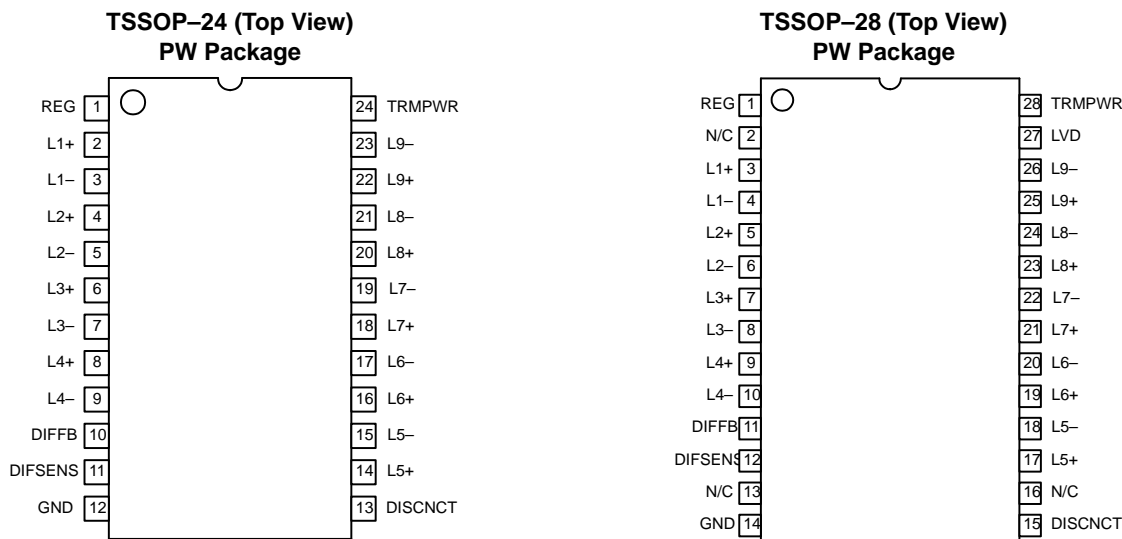 TSSOP–24 (Top View)
PW Package
REG 1
L1+ 2
L1– 3
L2+ 4
L2– 5
L3+ 6
L3– 7
L4+ 8
L4– 9
DIFFB 10
DIFSENS 11
GND 12
24 TRMPWR
23 L9–
22 L9+
21 L8–
20 L8+
19 L7–
18 L7+
17 L6–
16 L6+
15 L5–
14 L5+
13 DISCNCT
TSSOP–28 (Top View)
PW Package
REG 1
N/C 2
L1+ 3
L1– 4
L2+ 5
L2– 6
L3+ 7
L3– 8
L4+ 9
L4– 10
DIFFB 11
DIFSENS 12
N/C 13
GND 14
28 TRMPWR
27 LVD
26 L9–
25 L9+
24 L8–
23 L8+
22 L7–
21 L7+
20 L6–
19 L6+
18 L5–
17 L5+
16 N/C
15 DISCNCT